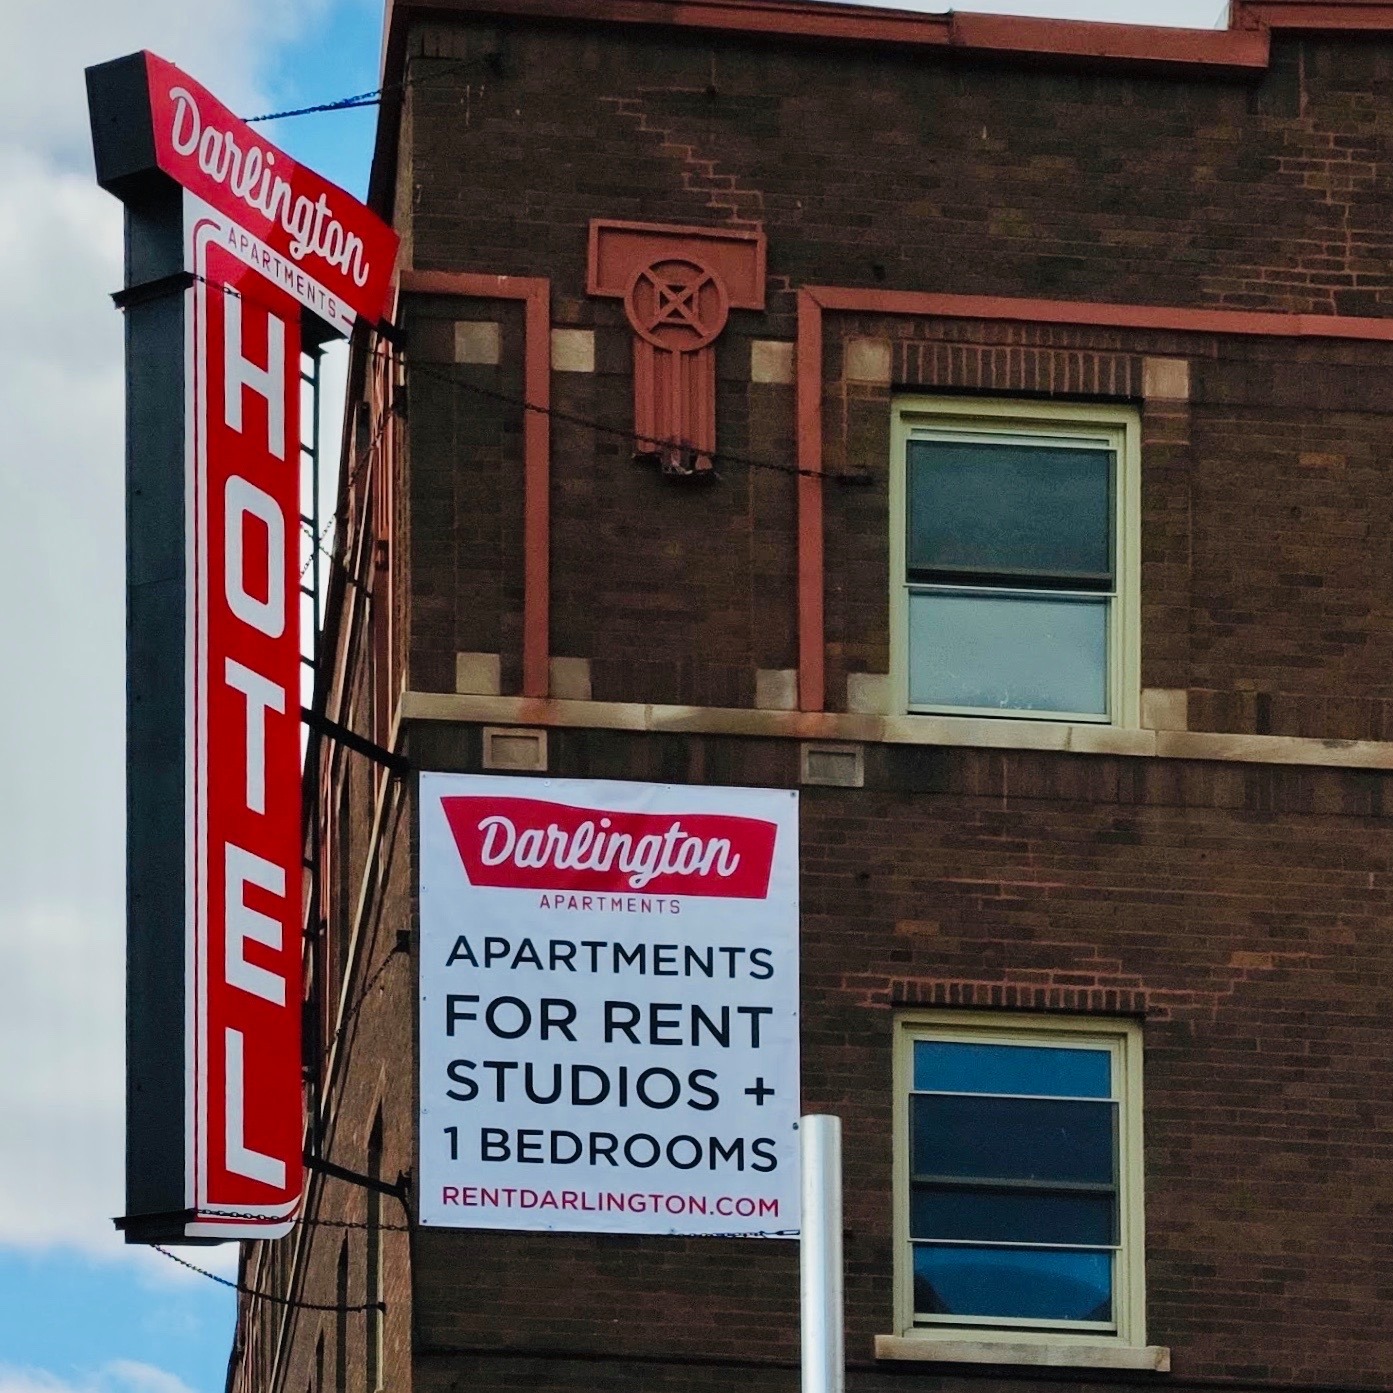 Darlington
APARTMENTS
HOTEL
Darlington
APARTMENTS
APARTMENTS
FOR RENT
STUDIOS +
1 BEDROOMS
RENTDARLINGTON.COM